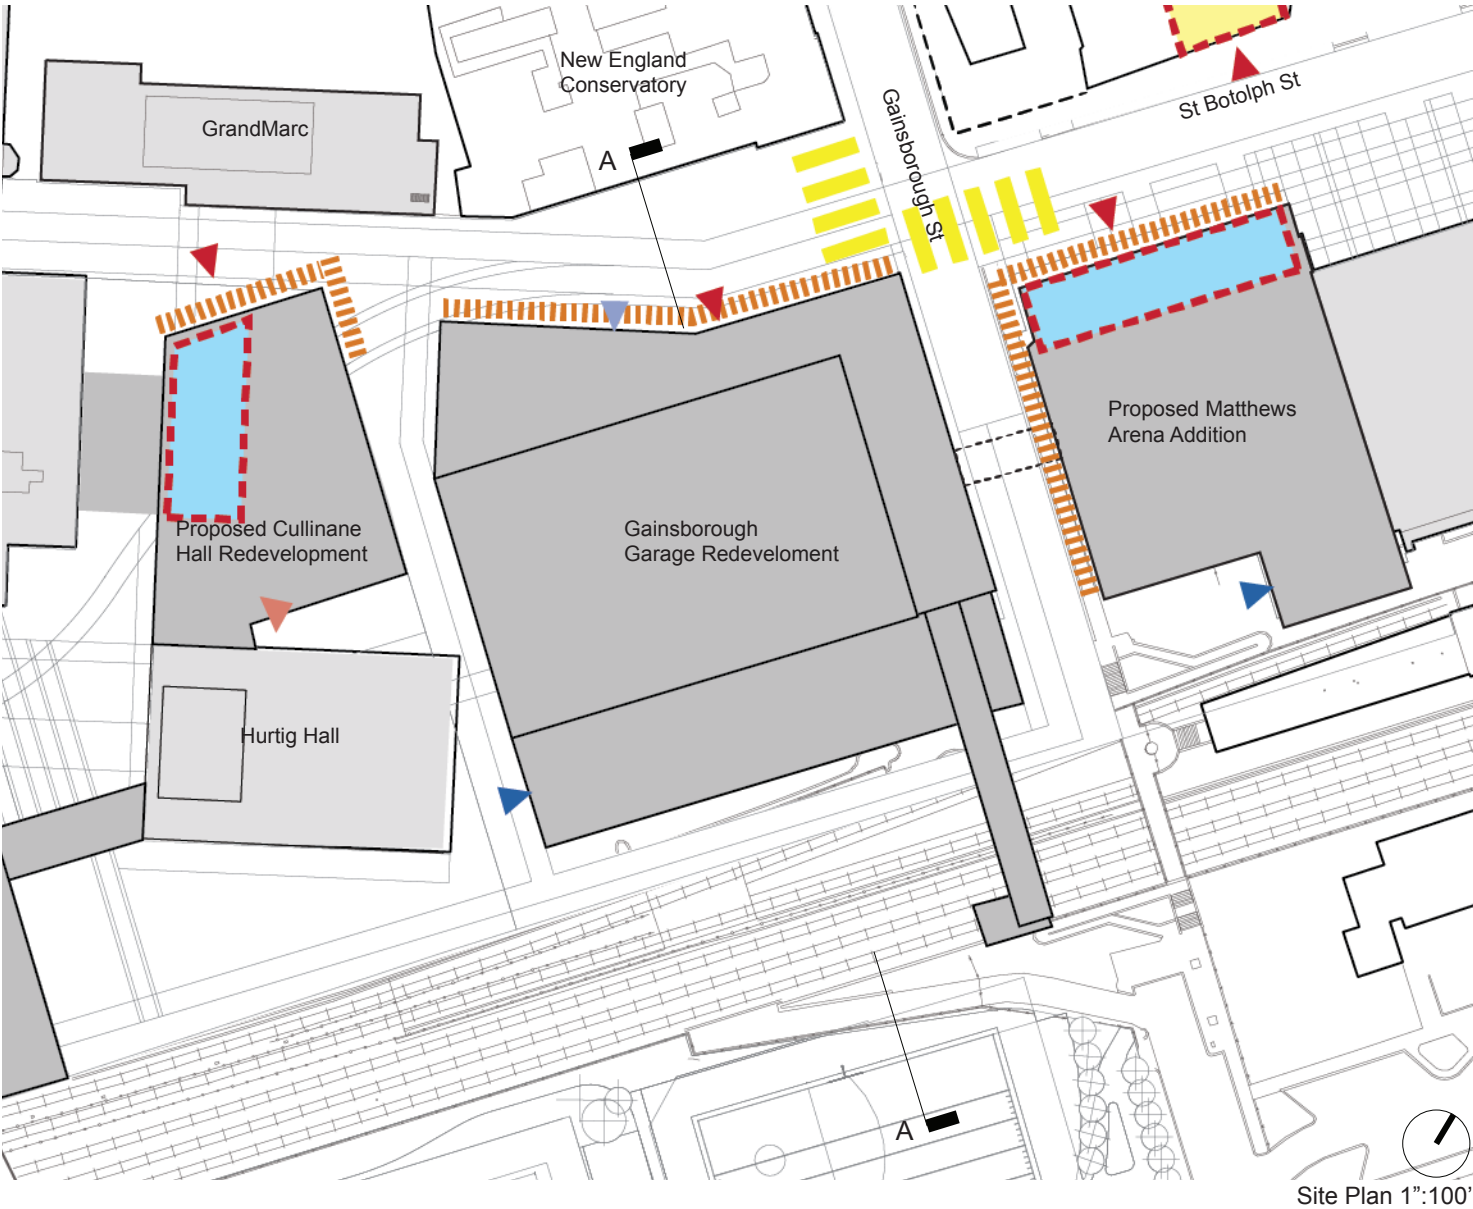 New England
Conservatory
GrandMarc
A
Gainsborough St
St Botolph St
Proposed Matthews
Arena Addition
Proposed Cullinane
Hall Redevelopment
Gainsborough
Garage Redeveloment
Hurtig Hall
A
Site Plan 1”:100’